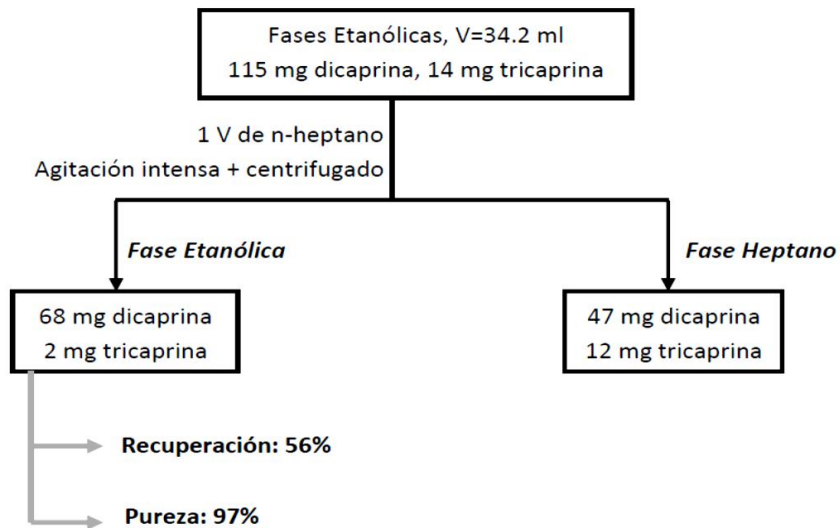 Fases Etanólicas, V=34.2 ml
115 mg dicaprina, 14 mg tricaprina
1 V de n-heptano
Agitación intensa + centrifugado
Fase Etanólica
Fase Heptano
68 mg dicaprina
2 mg tricaprina
47 mg dicaprina
12 mg tricaprina
Recuperación: 56%
Pureza: 97%